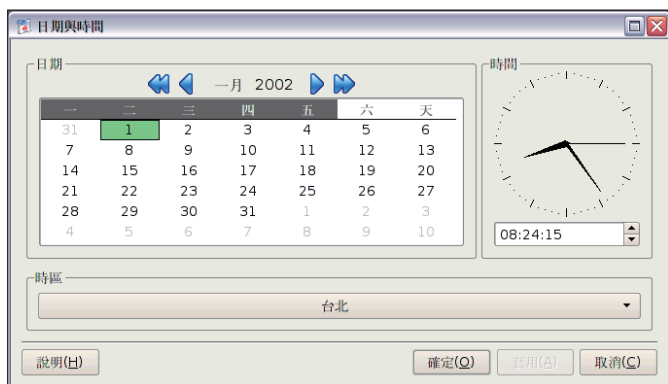 日期與時間
日期
一月 2002
一 二 三 四 五 六 天
31 1 2 3 4 5 6
7 8 9 10 11 12 13
14 15 16 17 18 19 20
21 22 23 24 25 26 27
28 29 30 31 1 2 3
4 5 6 7 8 9 10
時間
08:24:15
時區
台北
說明(H)
確定(O) 套用(A) 取消(C)